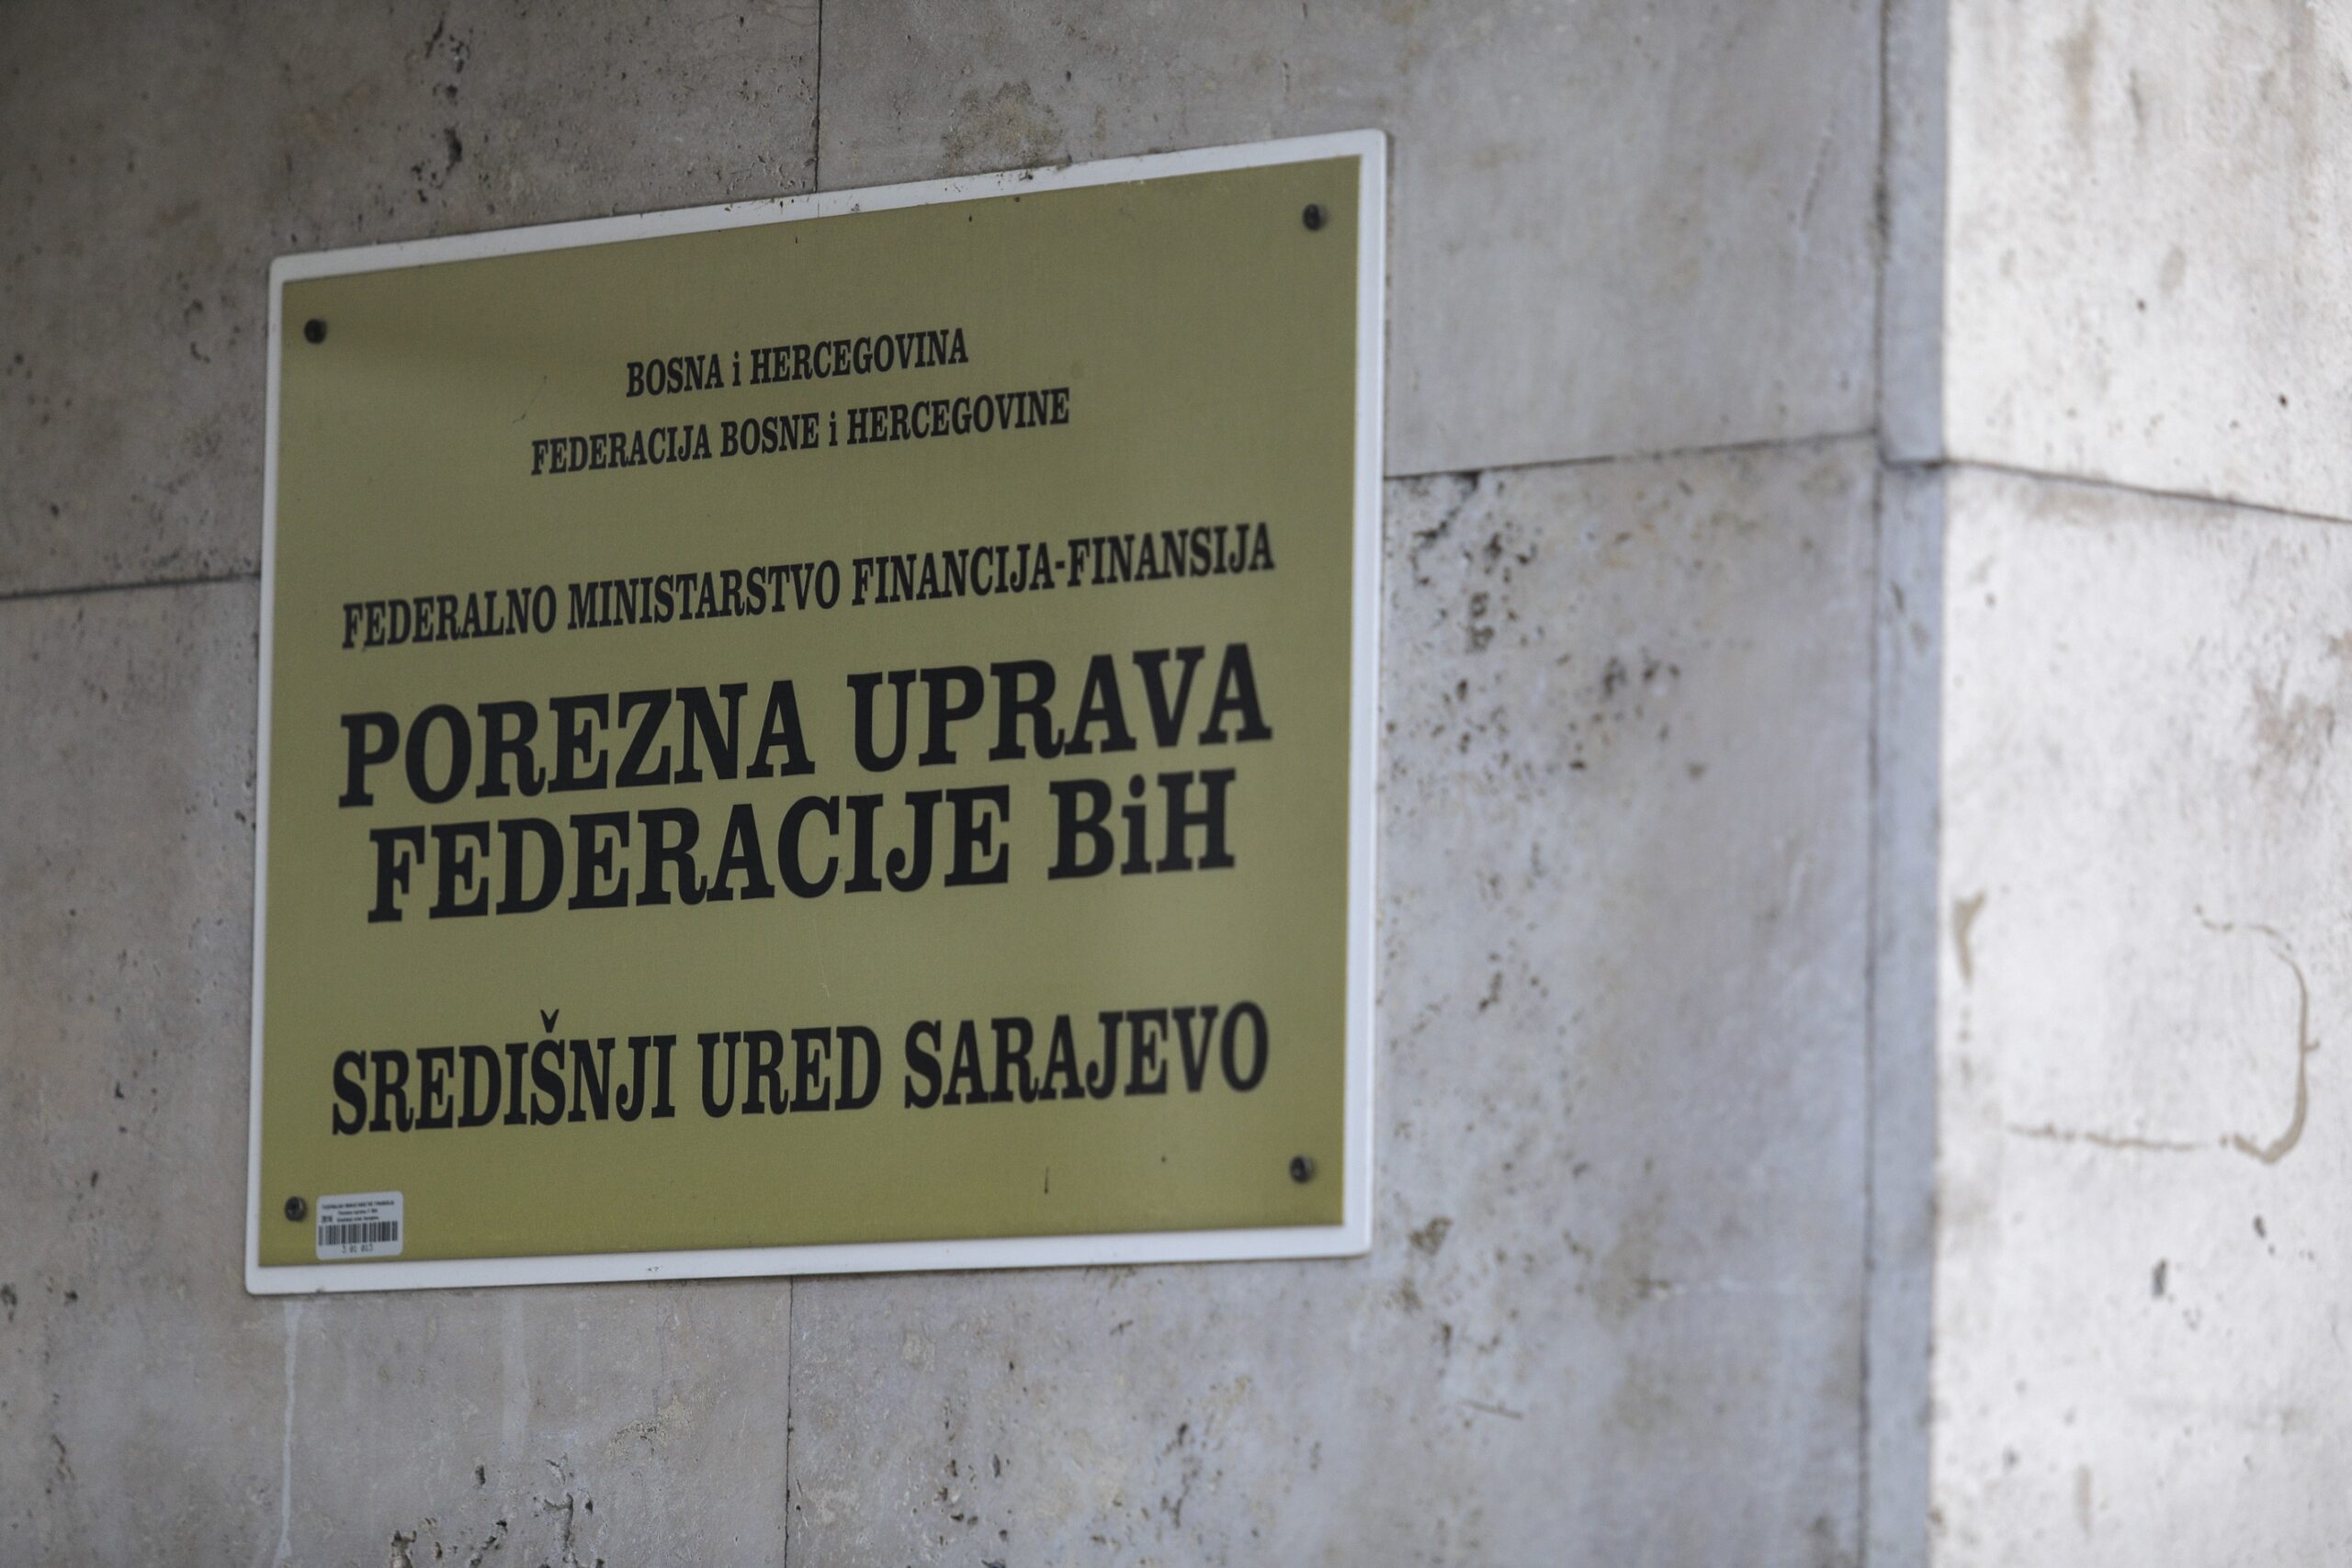 BOSNA i HERCEGOVINA
FEDERACIJA BOSNE i HERCEGOVINE
FEDERALNO MINISTARSTVO FINANCIJA-FINANSIJA
POREZNA UPRAVA
FEDERACIJE BiH
SREDIŠNJI URED SARAJEVO